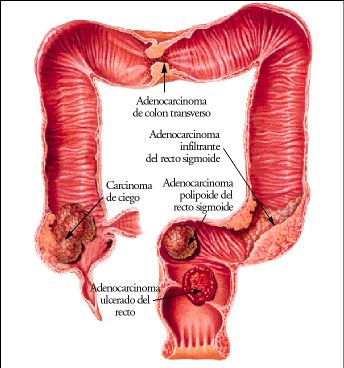 Adenocarcinoma
de colon transverso
Adenocarcinoma
infiltrante
del recto sigmoide
Carcinoma
de ciego
Adenocarcinoma
polipoide del
recto sigmoide
Adenocarcinoma
ulcerado del
recto